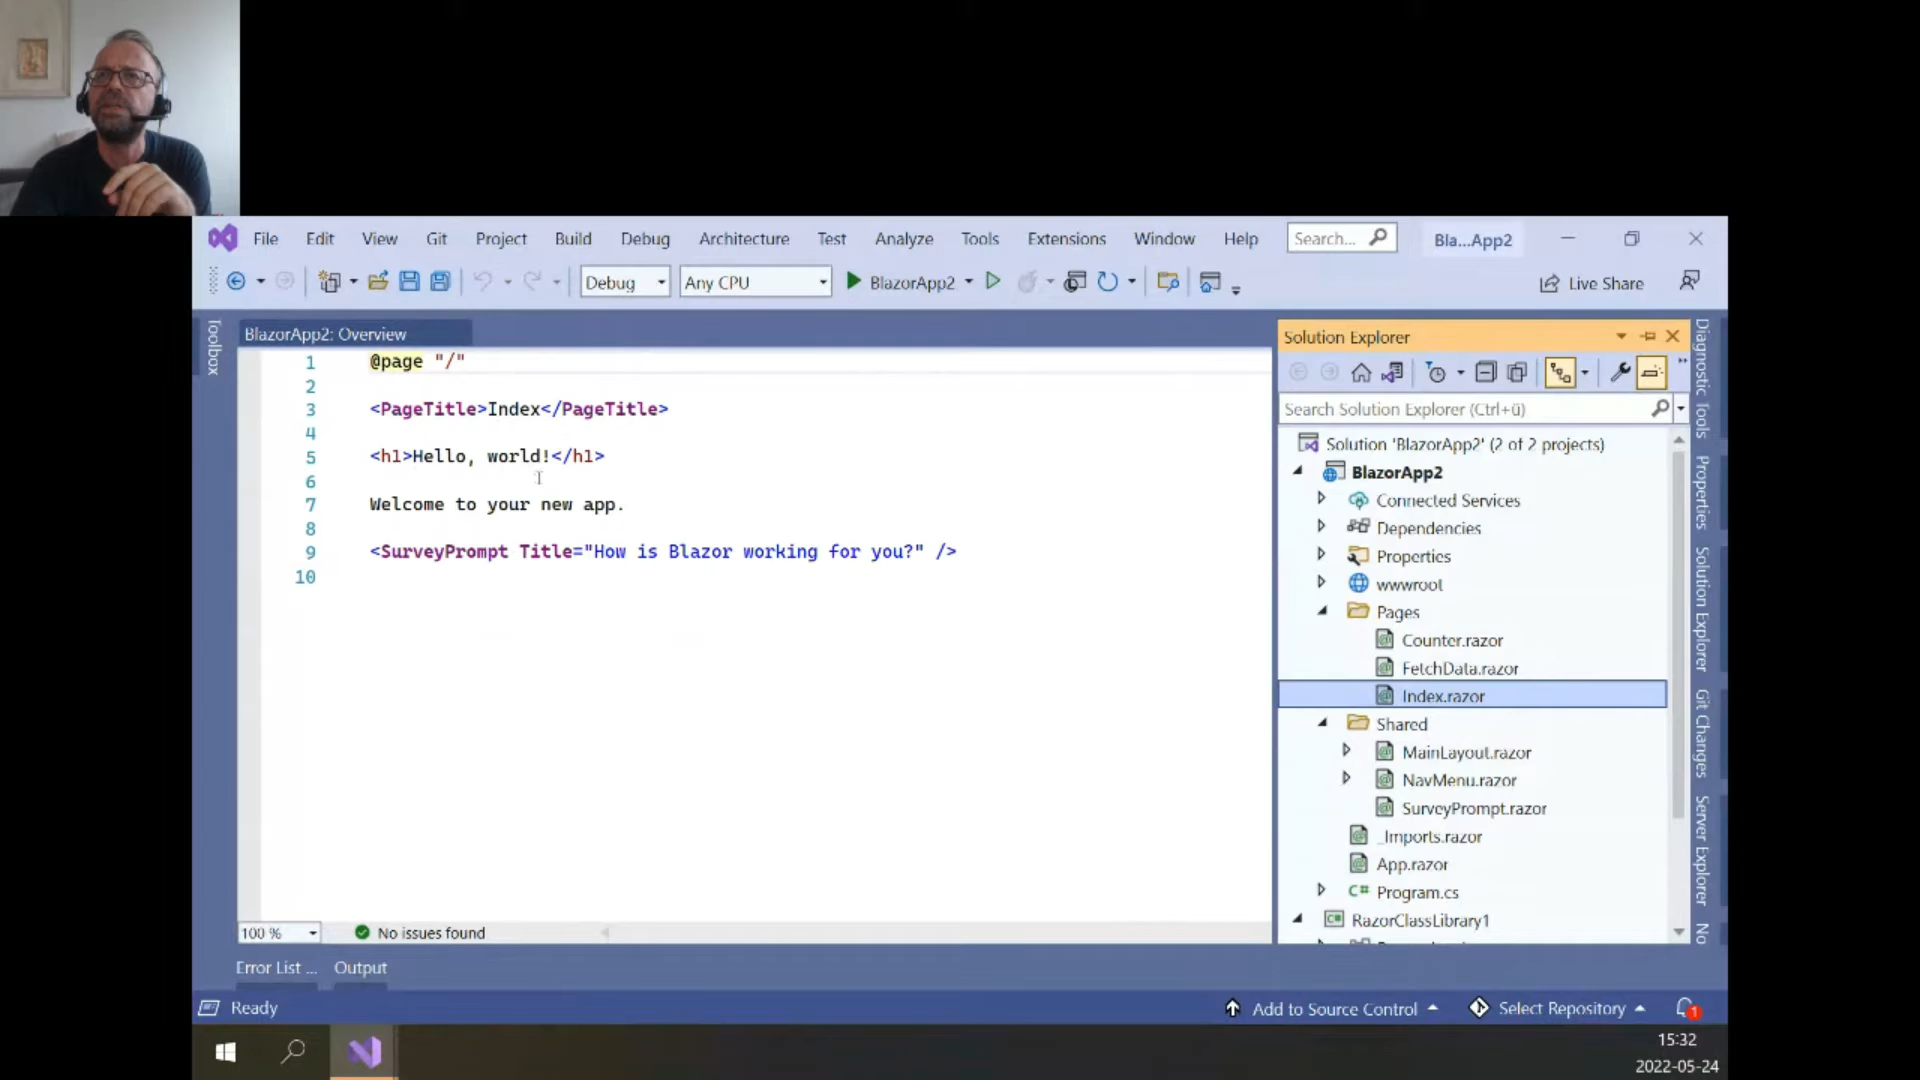 File Edit View Git Project Build Debug Architecture Test Analyze Tools Extensions Window Help Search... Bla...App2
Debug Any CPU BlazorApp2 Live Share
Toolbox
BlazorApp2: Overview
1 @page "/"
2
3 <PageTitle>Index</PageTitle>
4
5 <h1>Hello, world!</h1>
6
7 Welcome to your new app.
8
9 <SurveyPrompt Title="How is Blazor working for you?" />
10
100 % No issues found
Solution Explorer
Search Solution Explorer (Ctrl+ü)
Solution 'BlazorApp2' (2 of 2 projects)
BlazorApp2
Connected Services
Dependencies
Properties
wwwroot
Pages
Counter.razor
FetchData.razor
Index.razor
Shared
MainLayout.razor
NavMenu.razor
SurveyPrompt.razor
_Imports.razor
App.razor
C# Program.cs
RazorClassLibrary1
Diagnostic Tools
Properties
Solution Explorer
Git Changes
Server Explorer
No
Error List ... Output
Ready Add to Source Control Select Repository 1
15:32
2022-05-24